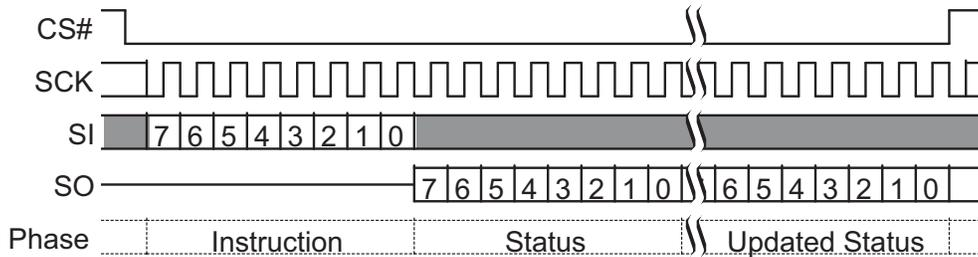 CS#
SCK
SI 7 6 5 4 3 2 1 0
SO 7 6 5 4 3 2 1 0 6 5 4 3 2 1 0
Phase Instruction Status Updated Status